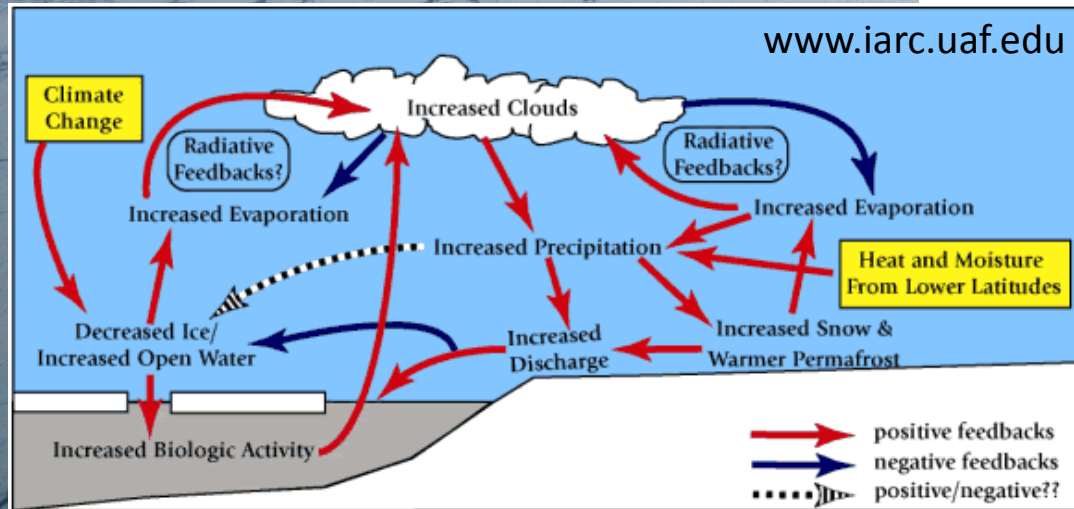 www.iarc.uaf.edu
Climate
Change
Increased Clouds
Radiative
Feedbacks?
Radiative
Feedbacks?
Increased Evaporation
Increased Evaporation
Increased Precipitation
Heat and Moisture
From Lower Latitudes
Decreased Ice/
Increased Open Water
Increased
Discharge
Increased Snow &
Warmer Permafrost
Increased Biologic Activity
positive feedbacks
negative feedbacks
positive/negative??